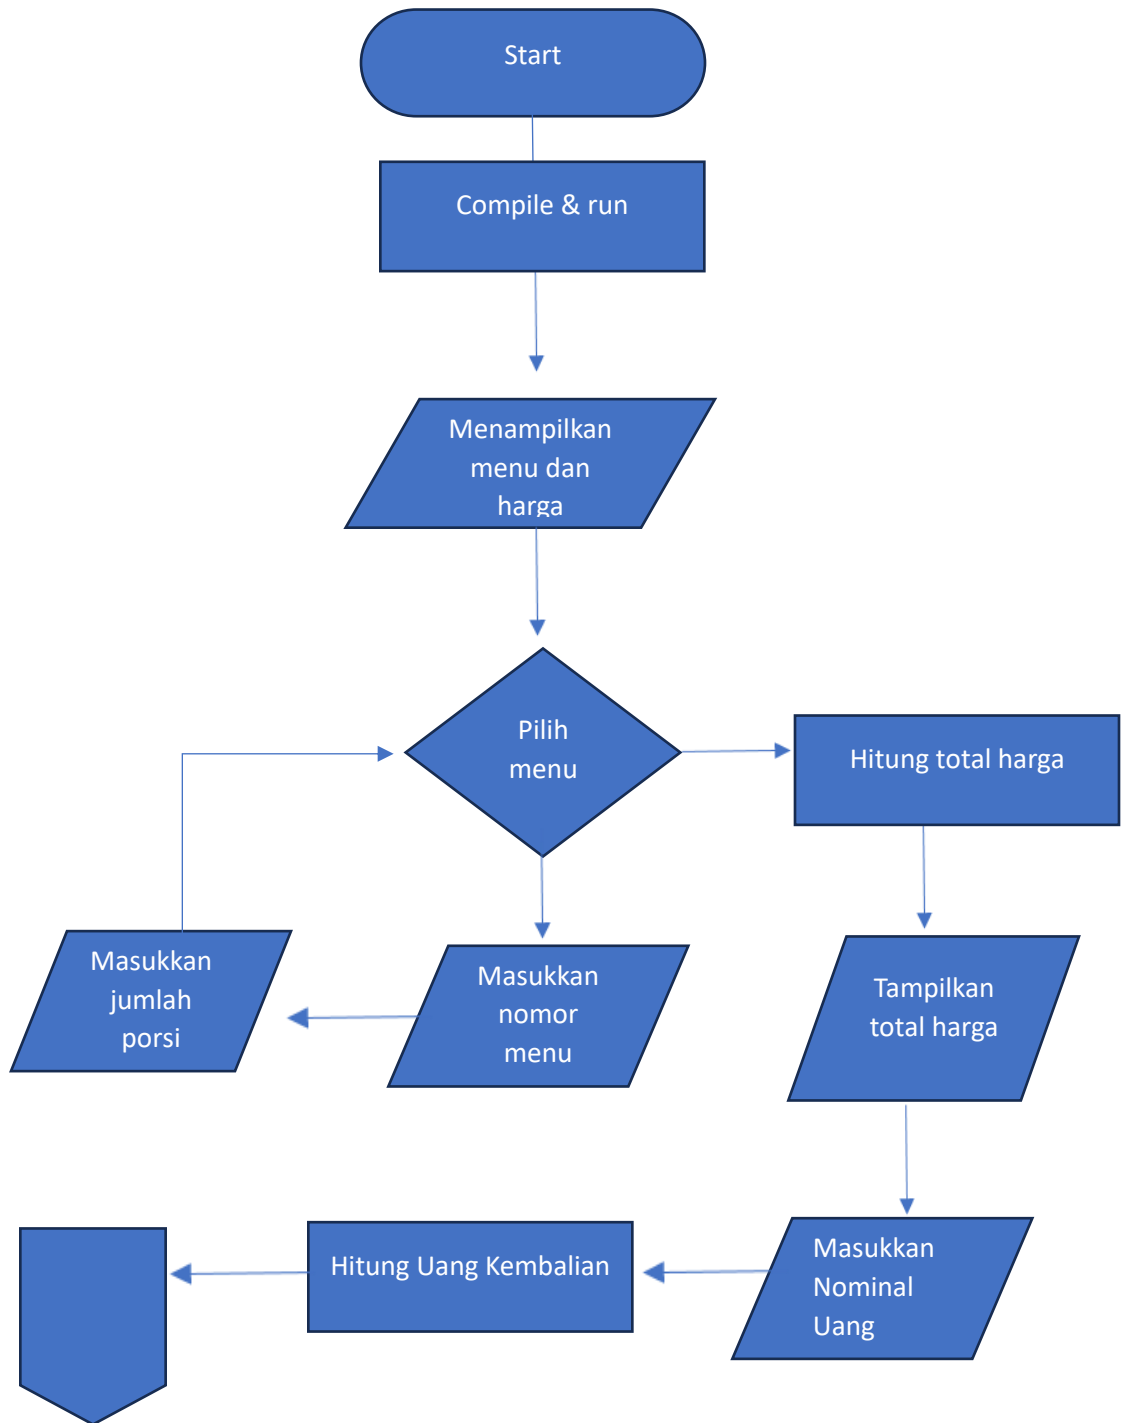 Start
Compile & run
Menampilkan
menu dan
harga
Pilih
menu
Hitung total harga
Masukkan
jumlah
porsi
Masukkan
nomor
menu
Tampilkan
total harga
Hitung Uang Kembalian
Masukkan
Nominal
Uang